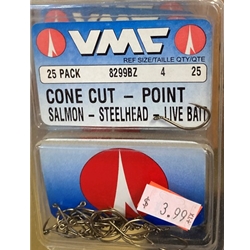 VMC
REF SIZE/TAILLE QTY/QTE
25 PACK 8299BZ 4 25
CONE CUT - POINT
SALMON - STEELHEAD - LIVE BAIT
3.99